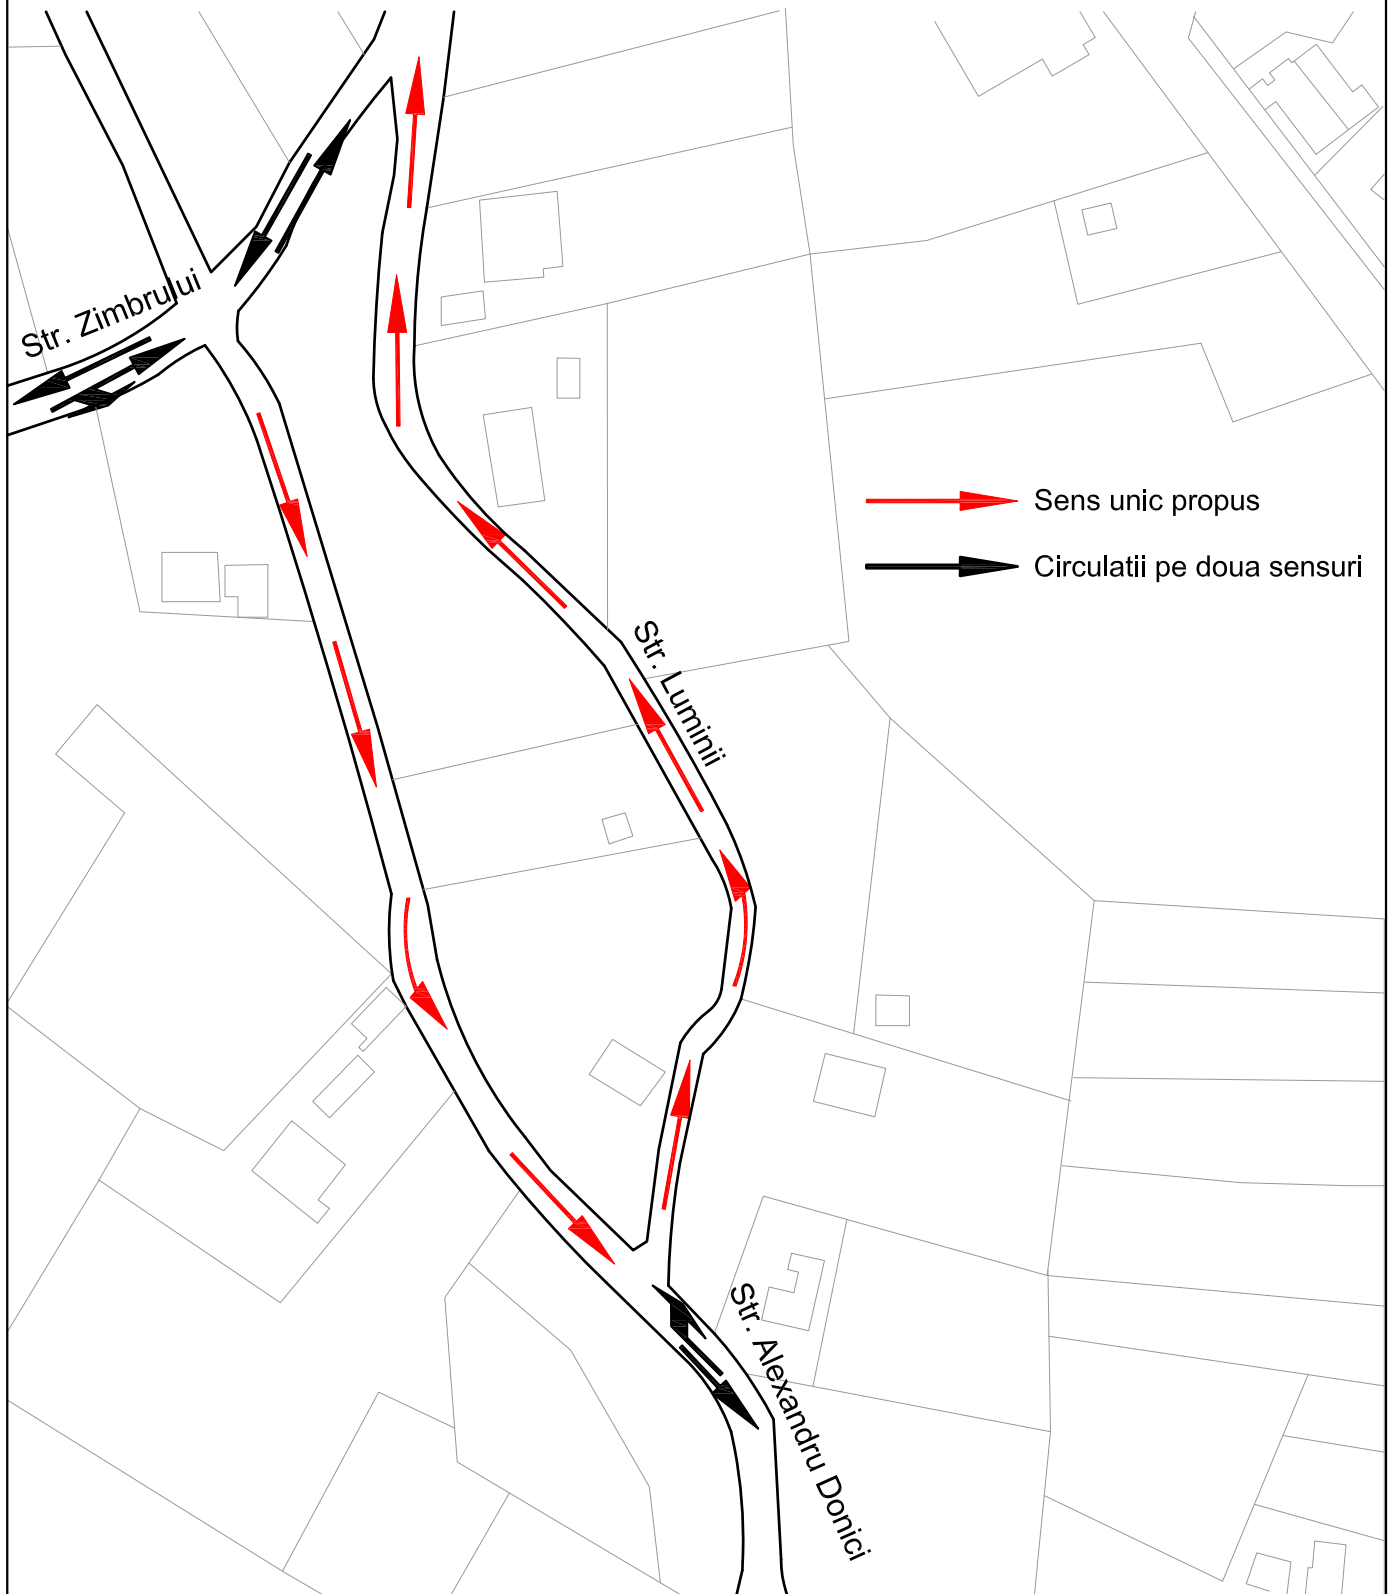 Str. Zimbrului
Sens unic propus
Circulatii pe doua sensuri
Str. Luminii
Str. Alexandru Donici